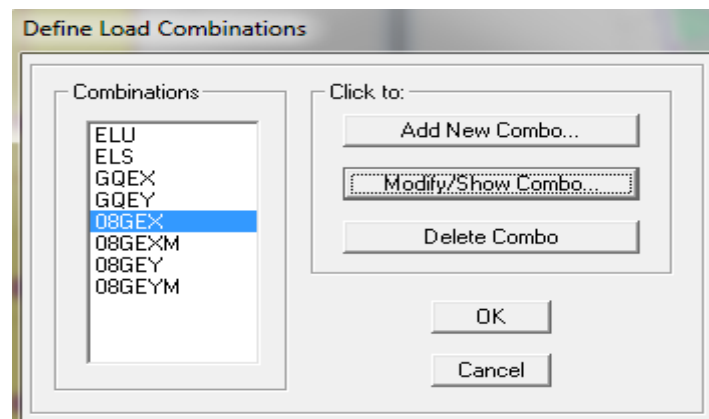 Define Load Combinations
Combinations
ELU
ELS
GQEX
GQEY
08GEX
08GEXM
08GEY
08GEYM
Click to:
Add New Combo...
Modify/Show Combo...
Delete Combo
OK
Cancel